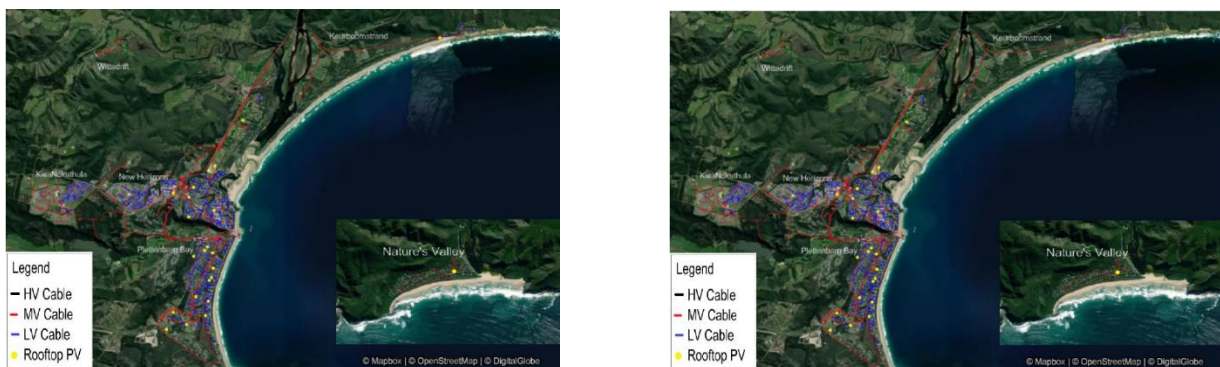 Keurboomstrand
Wittedrift
KwaNokuthula
New Horizons
Plettenberg Bay
Nature's Valley
Legend
HV Cable
MV Cable
LV Cable
Rooftop PV
© Mapbox | © OpenStreetMap | © DigitalGlobe
Keurboomstrand
Wittedrift
KwaNokuthula
New Horizons
Plettenberg Bay
Nature's Valley
Legend
HV Cable
MV Cable
LV Cable
Rooftop PV
© Mapbox | © OpenStreetMap | © DigitalGlobe